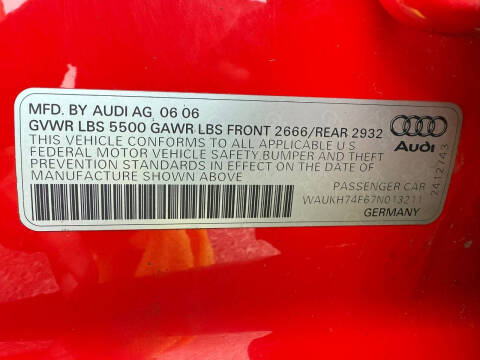 MFD. BY AUDI AG, 06 06
GVWR LBS 5500 GAWR LBS FRONT 2666/REAR 2932
THIS VEHICLE CONFORMS TO ALL APPLICABLE U S
FEDERAL MOTOR VEHICLE SAFETY,BUMPER AND THEFT
PREVENTION STANDARDS IN EFFECT ON THE DATE OF
MANUFACTURE SHOWN ABOVE
PASSENGER CAR
WAUKH74F67N013211
GERMANY
Audi
2412743